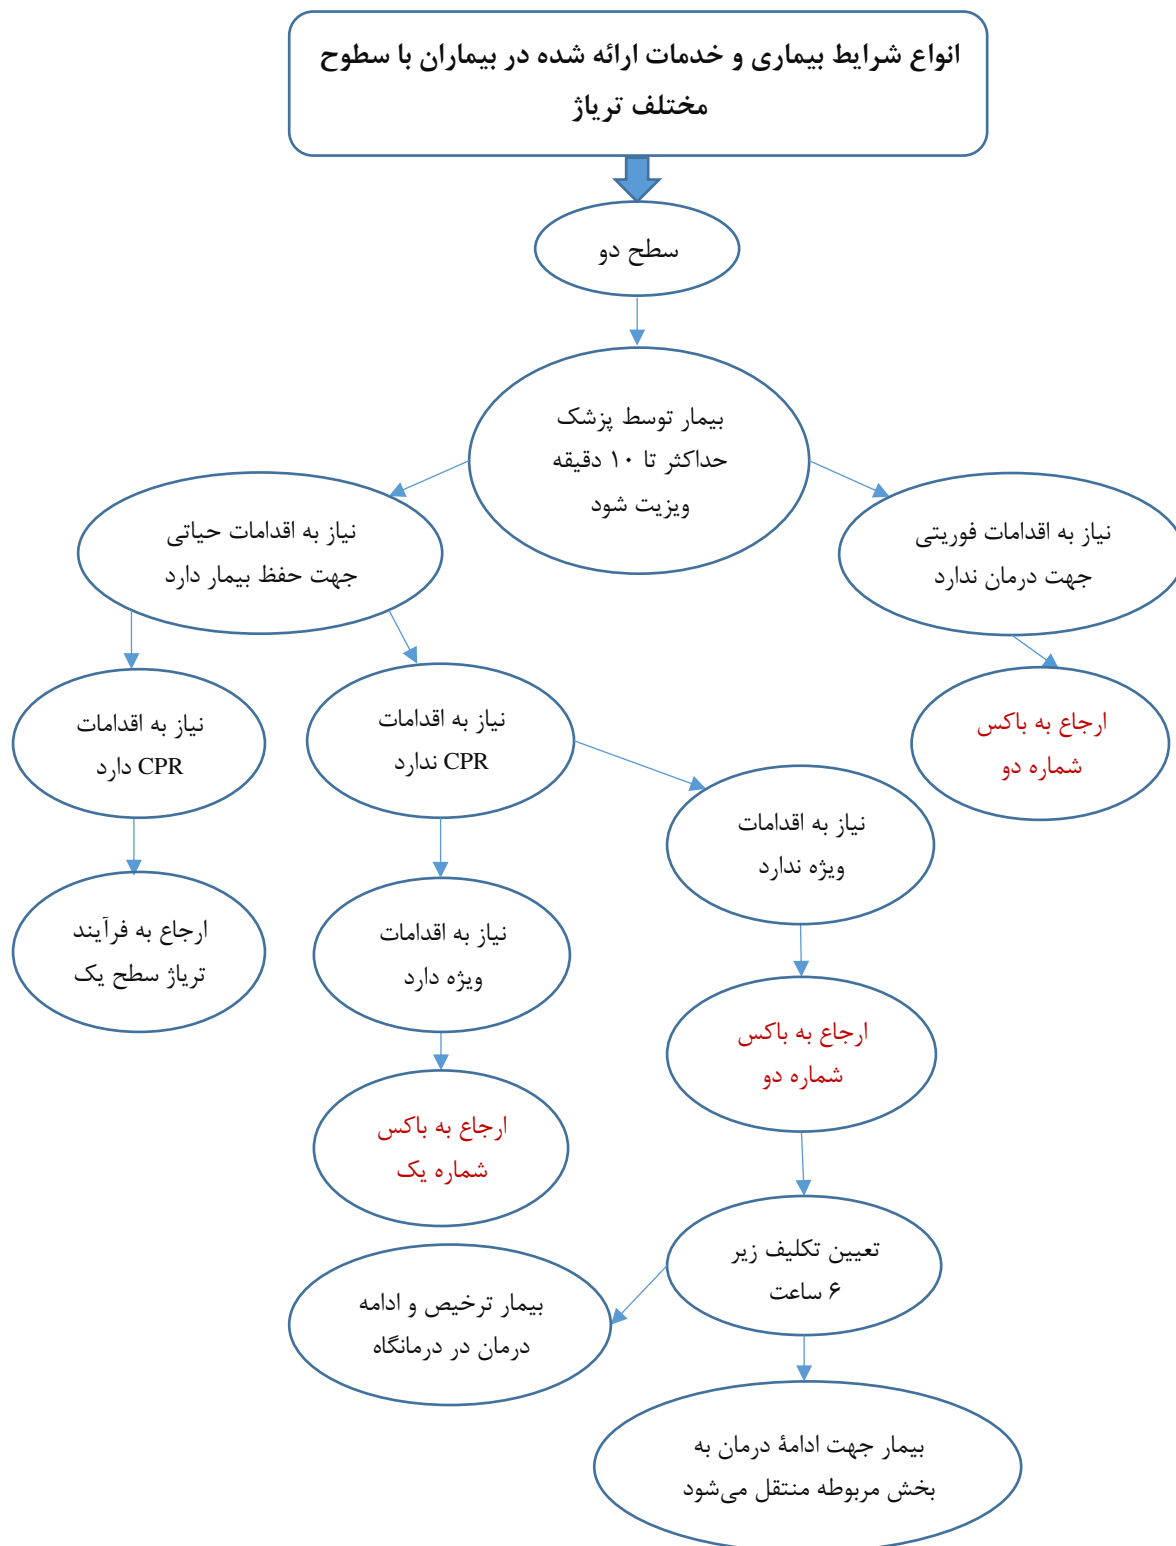 انواع شرایط بیماری و خدمات ارائه شده در بیماران با سطوح
مختلف تریاژ
سطح دو
بیمار توسط پزشک
حداکثر تا ۱۰ دقیقه
ویزیت شود
نیاز به اقدامات فوریتی
جهت درمان ندارد
نیاز به اقدامات حیاتی
جهت حفظ بیمار دارد
ارجاع به باکس
شماره دو
نیاز به اقدامات
CPR ندارد
نیاز به اقدامات
CPR دارد
نیاز به اقدامات
ویژه ندارد
نیاز به اقدامات
ویژه دارد
ارجاع به فرآیند
تریاژ سطح یک
ارجاع به باکس
شماره دو
ارجاع به باکس
شماره یک
تعیین تکلیف زیر
۶ ساعت
بیمار ترخیص و ادامه
درمان در درمانگاه
بیمار جهت ادامۀ درمان به
بخش مربوطه منتقل می‌شود